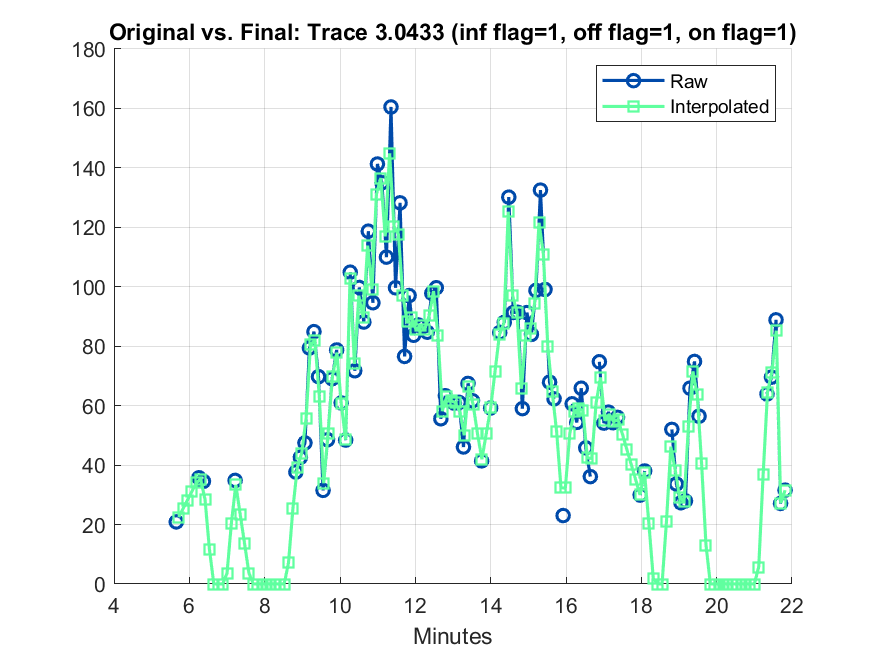 Original vs. Final: Trace 3.0433 (inf flag=1, off flag=1, on flag=1)
180
160
140
120
100
80
60
40
20
0
Raw
Interpolated
4 6 8 10 12 14 16 18 20 22
Minutes